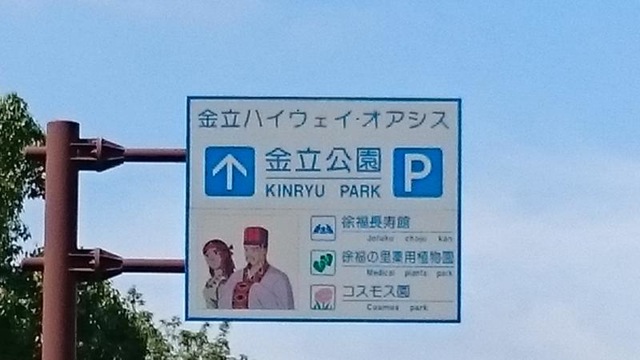 金立ハイウェイ・オアシス
金立公園 P
KINRYU PARK
徐福長寿館
Jofuku choju kan
徐福の里薬用植物園
Medical plants park
コスモス園
Cosmos park